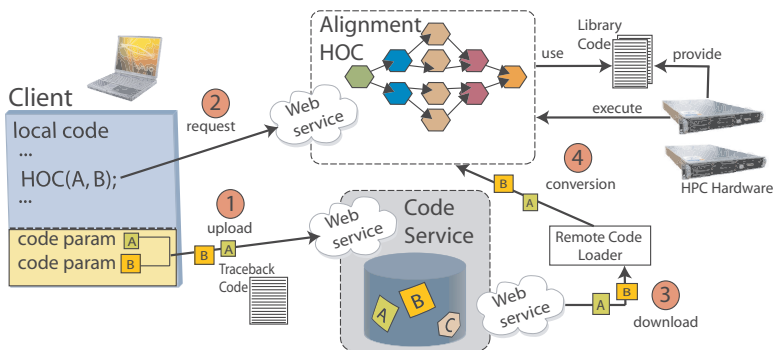 Alignment
HOC
Library
Code
use
provide
Client
2
request
Web
service
execute
local code
...
HOC(A, B);
...
4
conversion
B
A
HPC Hardware
1
upload
Web
service
Code
Service
code param A
code param B
B
A
Traceback
Code
Remote Code
Loader
A
B
C
Web
service
A
B
3
download